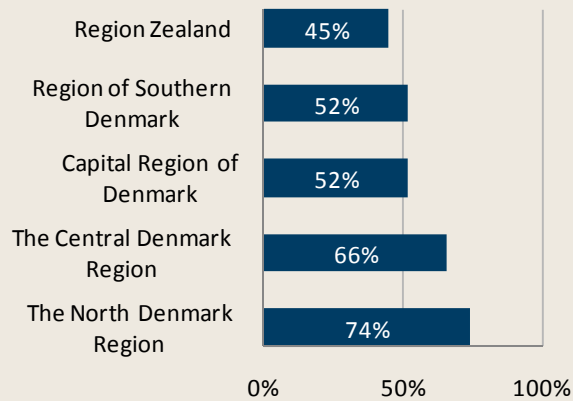 Region Zealand
45%
Region of Southern
Denmark
52%
Capital Region of
Denmark
52%
The Central Denmark
Region
66%
The North Denmark
Region
74%
0%
50%
100%